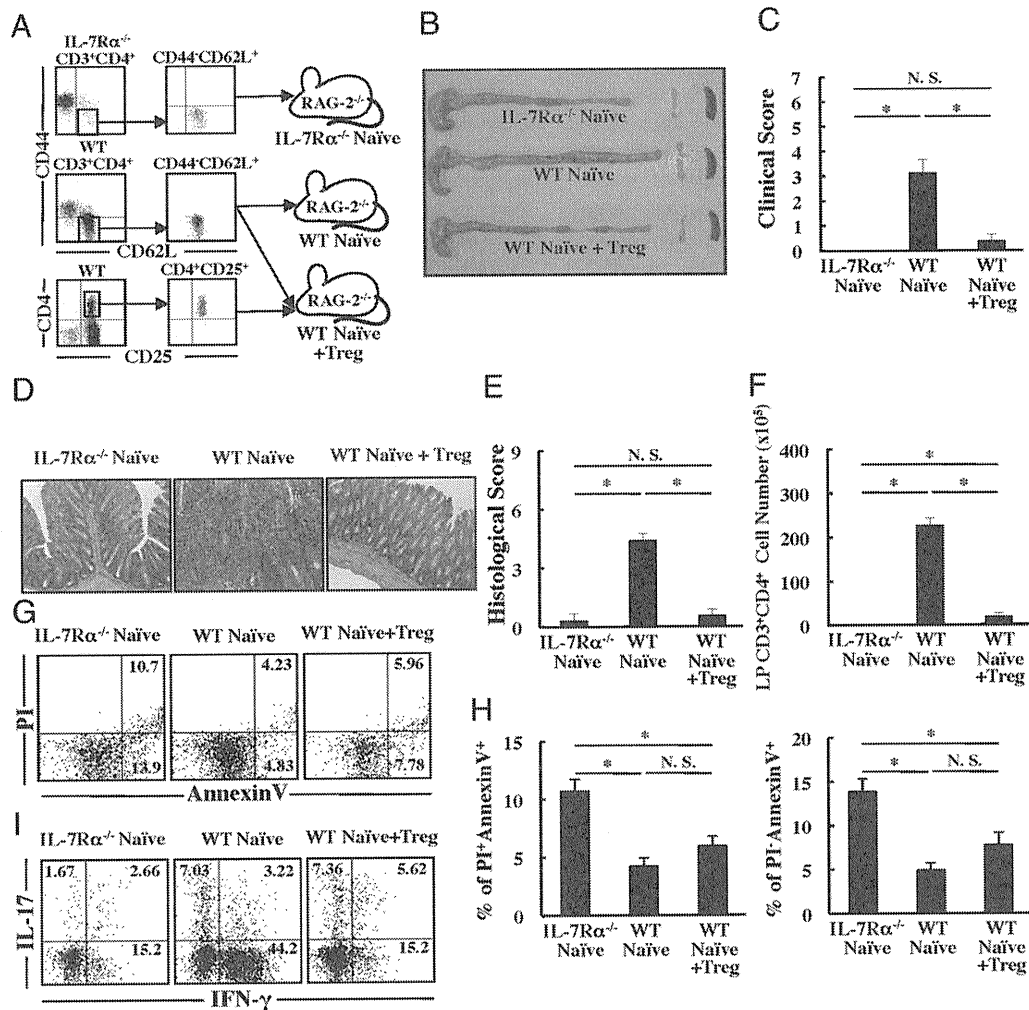 A
IL-7Rα⁻/⁻
CD3⁺CD4⁺
CD44⁻CD62L⁺
RAG-2⁻/⁻
IL-7Rα⁻/⁻ Naïve
CD44
WT
CD3⁺CD4⁺
CD44⁻CD62L⁺
RAG-2⁻/⁻
WT Naïve
CD62L
WT
CD4⁺CD25⁺
RAG-2⁻/⁻
WT Naïve
+Treg
CD4
CD25
B
IL-7Rα⁻/⁻ Naïve
WT Naïve
WT Naïve + Treg
C
Clinical Score
7
6
5
4
3
2
1
0
N. S.
*
*
IL-7Rα⁻/⁻
Naïve
WT
Naïve
WT
Naïve
+Treg
D
IL-7Rα⁻/⁻ Naïve
WT Naïve
WT Naïve + Treg
E
Histological Score
9
6
3
0
N. S.
*
*
IL-7Rα⁻/⁻
Naïve
WT
Naïve
WT
Naïve
+Treg
F
LP CD3⁺CD4⁺ Cell Number (x10⁵)
400
300
200
100
0
*
*
*
IL-7Rα⁻/⁻
Naïve
WT
Naïve
WT
Naïve
+Treg
G
IL-7Rα⁻/⁻ Naïve
WT Naïve
WT Naïve+Treg
PI
10.7
13.9
4.23
4.83
5.96
7.78
AnnexinV
H
% of PI⁺AnnexinV⁺
15
10
5
0
*
*
N. S.
IL-7Rα⁻/⁻
Naïve
WT
Naïve
WT
Naïve
+Treg
% of PI⁻AnnexinV⁺
20
15
10
5
0
*
*
N. S.
IL-7Rα⁻/⁻
Naïve
WT
Naïve
WT
Naïve
+Treg
I
IL-7Rα⁻/⁻ Naïve
WT Naïve
WT Naïve+Treg
IL-17
1.67
2.66
15.2
7.03
3.22
44.2
7.36
5.62
15.2
IFN-γ